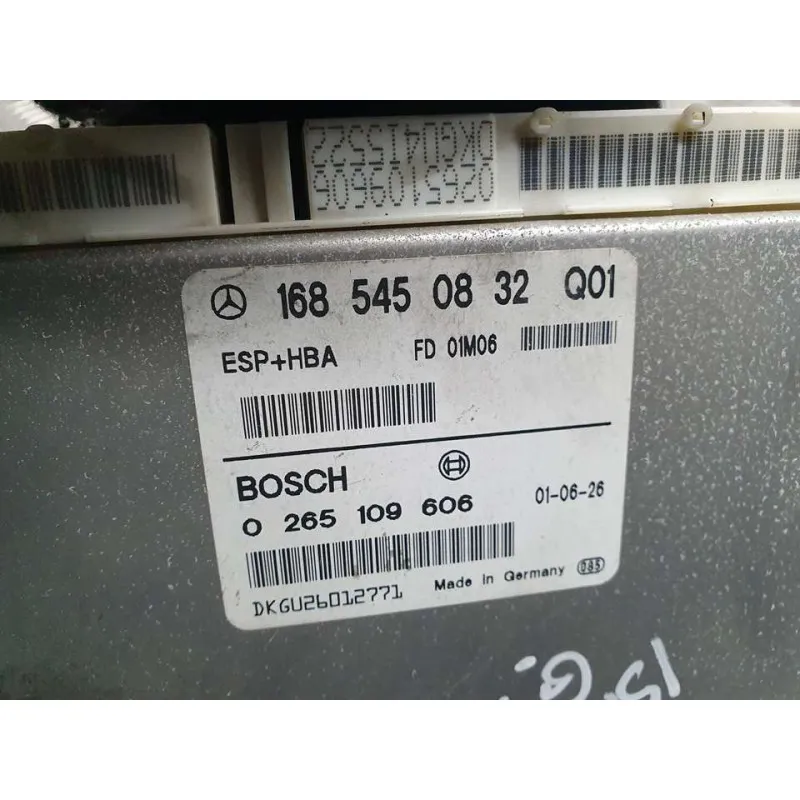 0265109606
0KG0415522
168 545 08 32 Q01
ESP+HBA FD 01M06
BOSCH
0 265 109 606 01-06-26
Made in Germany 085
DKGU26012771